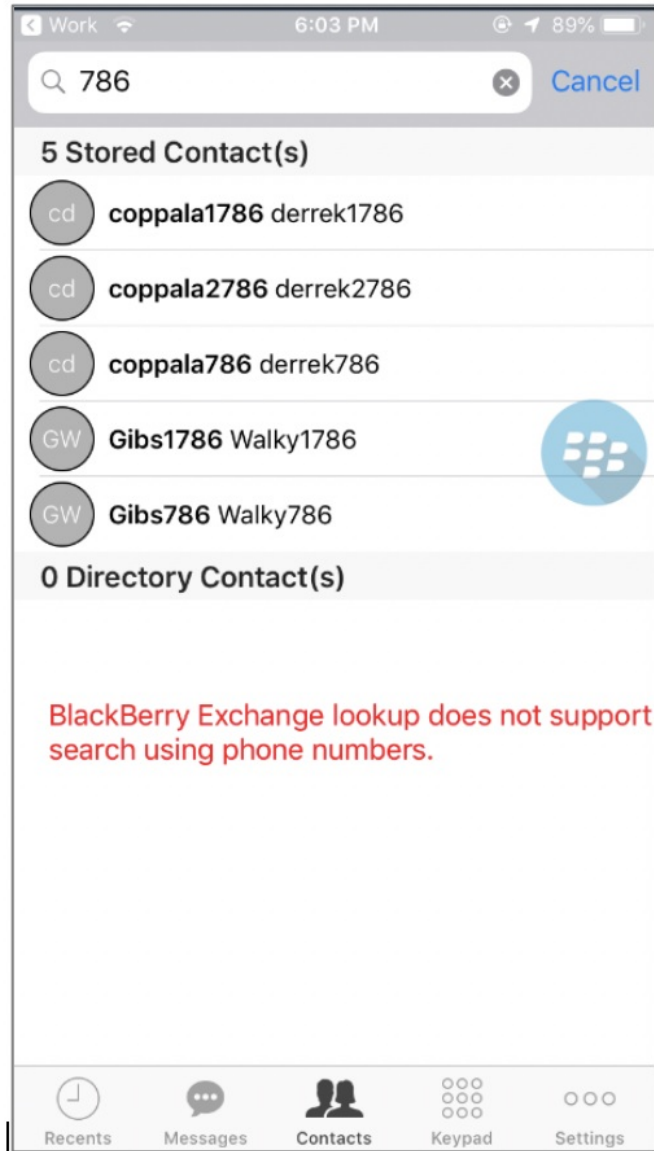 Work 6:03 PM 89%
786 Cancel
5 Stored Contact(s)
cd coppala1786 derrek1786
cd coppala2786 derrek2786
cd coppala786 derrek786
GW Gibs1786 Walky1786
GW Gibs786 Walky786
0 Directory Contact(s)
BlackBerry Exchange lookup does not support
search using phone numbers.
Recents Messages Contacts Keypad Settings